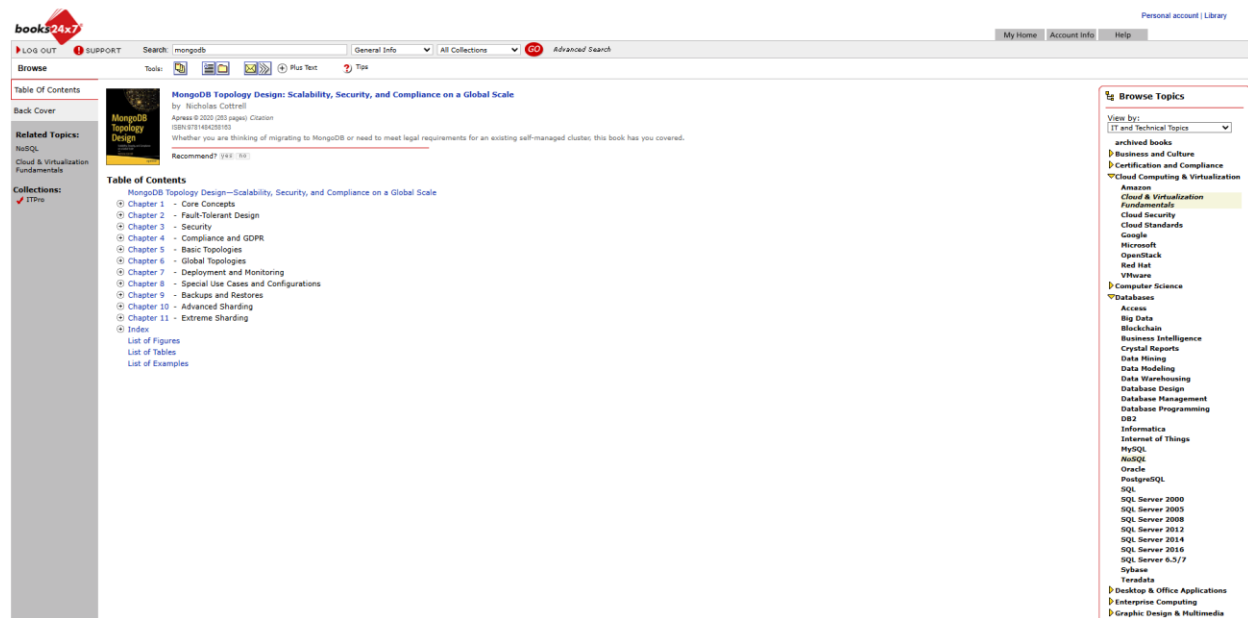 books24x7
Personal account | Library
My Home Account Info Help
LOG OUT SUPPORT Search: mongodb General Info All Collections GO Advanced Search
Browse Tools: Plus Text Tips
Table Of Contents
Back Cover
Related Topics:
NoSQL
Cloud & Virtualization
Fundamentals
Collections:
ITPro
MongoDB
Topology
Design
MongoDB Topology Design: Scalability, Security, and Compliance on a Global Scale
by Nicholas Cottrell
Apress © 2020 (263 pages) Citation
ISBN:9781484258163
Whether you are thinking of migrating to MongoDB or need to meet legal requirements for an existing self-managed cluster, this book has you covered.
Recommend? yes no
Table of Contents
MongoDB Topology Design—Scalability, Security, and Compliance on a Global Scale
Chapter 1 - Core Concepts
Chapter 2 - Fault-Tolerant Design
Chapter 3 - Security
Chapter 4 - Compliance and GDPR
Chapter 5 - Basic Topologies
Chapter 6 - Global Topologies
Chapter 7 - Deployment and Monitoring
Chapter 8 - Special Use Cases and Configurations
Chapter 9 - Backups and Restores
Chapter 10 - Advanced Sharding
Chapter 11 - Extreme Sharding
Index
List of Figures
List of Tables
List of Examples
Browse Topics
View by:
IT and Technical Topics
archived books
Business and Culture
Certification and Compliance
Cloud Computing & Virtualization
Amazon
Cloud & Virtualization
Fundamentals
Cloud Security
Cloud Standards
Google
Microsoft
OpenStack
Red Hat
VMware
Computer Science
Databases
Access
Big Data
Blockchain
Business Intelligence
Crystal Reports
Data Mining
Data Modeling
Data Warehousing
Database Design
Database Management
Database Programming
DB2
Informatica
Internet of Things
MySQL
NoSQL
Oracle
PostgreSQL
SQL
SQL Server 2000
SQL Server 2005
SQL Server 2008
SQL Server 2012
SQL Server 2014
SQL Server 2016
SQL Server 6.5/7
Sybase
Teradata
Desktop & Office Applications
Enterprise Computing
Graphic Design & Multimedia